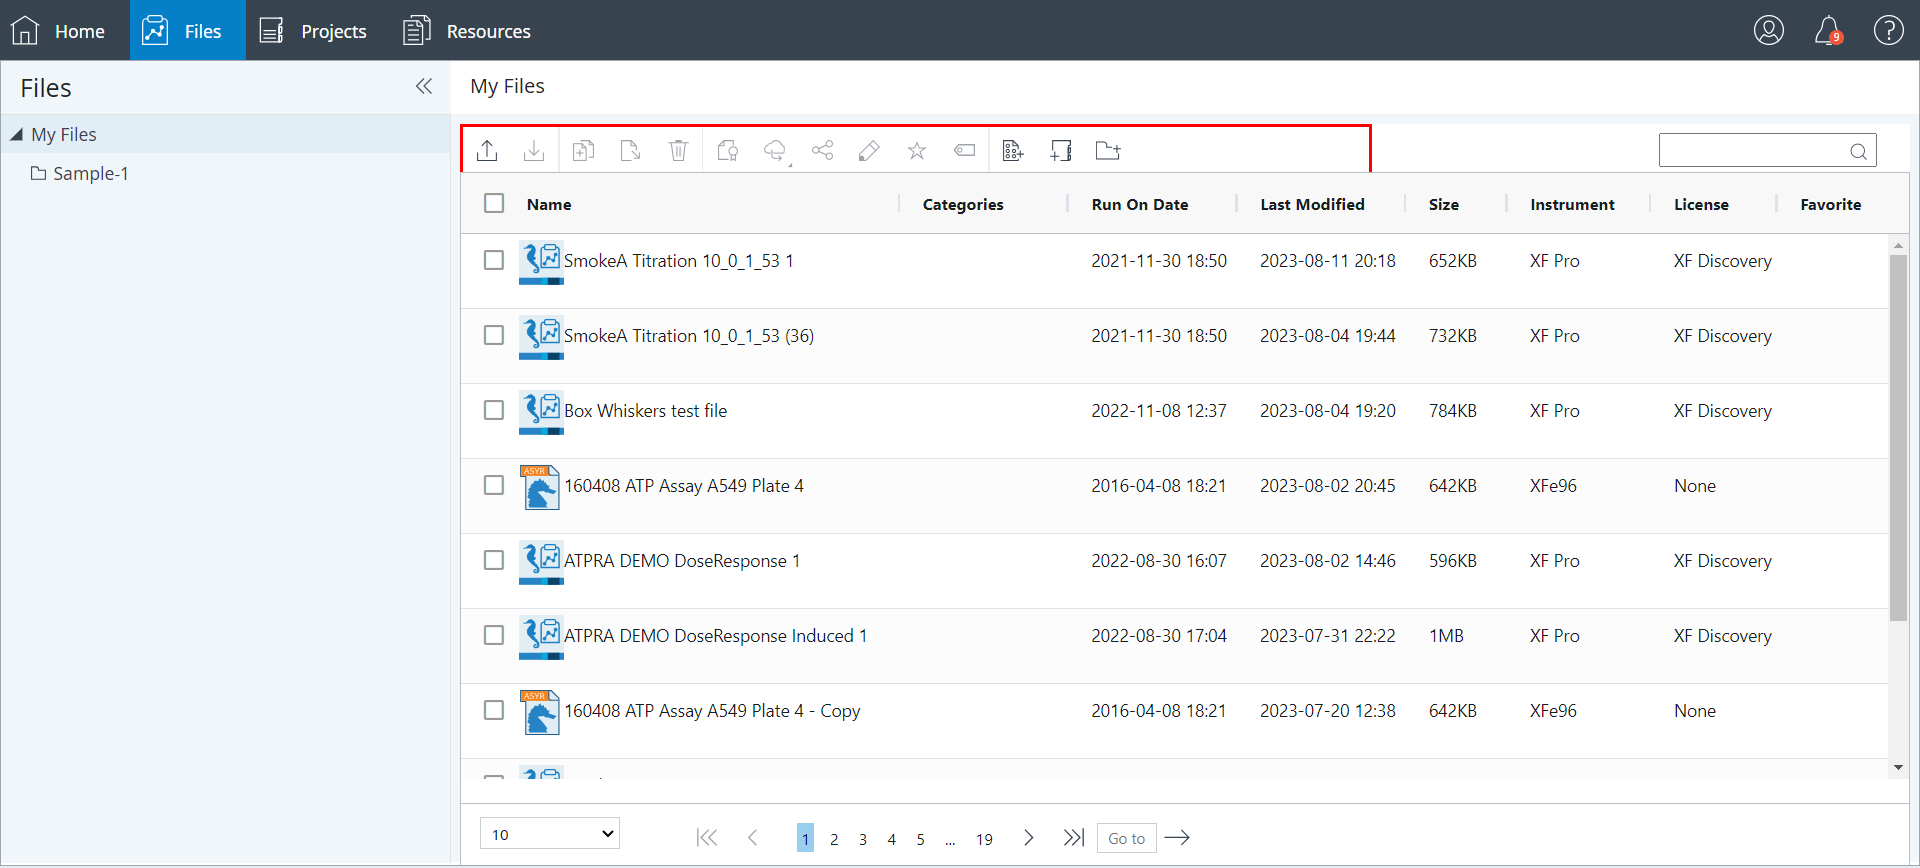 Home Files Projects Resources 9 ?
Files
My Files
My Files
Sample-1
Name Categories Run On Date Last Modified Size Instrument License Favorite
SmokeA Titration 10_0_1_53 1 2021-11-30 18:50 2023-08-11 20:18 652KB XF Pro XF Discovery
SmokeA Titration 10_0_1_53 (36) 2021-11-30 18:50 2023-08-04 19:44 732KB XF Pro XF Discovery
Box Whiskers test file 2022-11-08 12:37 2023-08-04 19:20 784KB XF Pro XF Discovery
ASYR 160408 ATP Assay A549 Plate 4 2016-04-08 18:21 2023-08-02 20:45 642KB XFe96 None
ATPRA DEMO DoseResponse 1 2022-08-30 16:07 2023-08-02 14:46 596KB XF Pro XF Discovery
ATPRA DEMO DoseResponse Induced 1 2022-08-30 17:04 2023-07-31 22:22 1MB XF Pro XF Discovery
ASYR 160408 ATP Assay A549 Plate 4 - Copy 2016-04-08 18:21 2023-07-20 12:38 642KB XFe96 None
10 1 2 3 4 5 ... 19 Go to